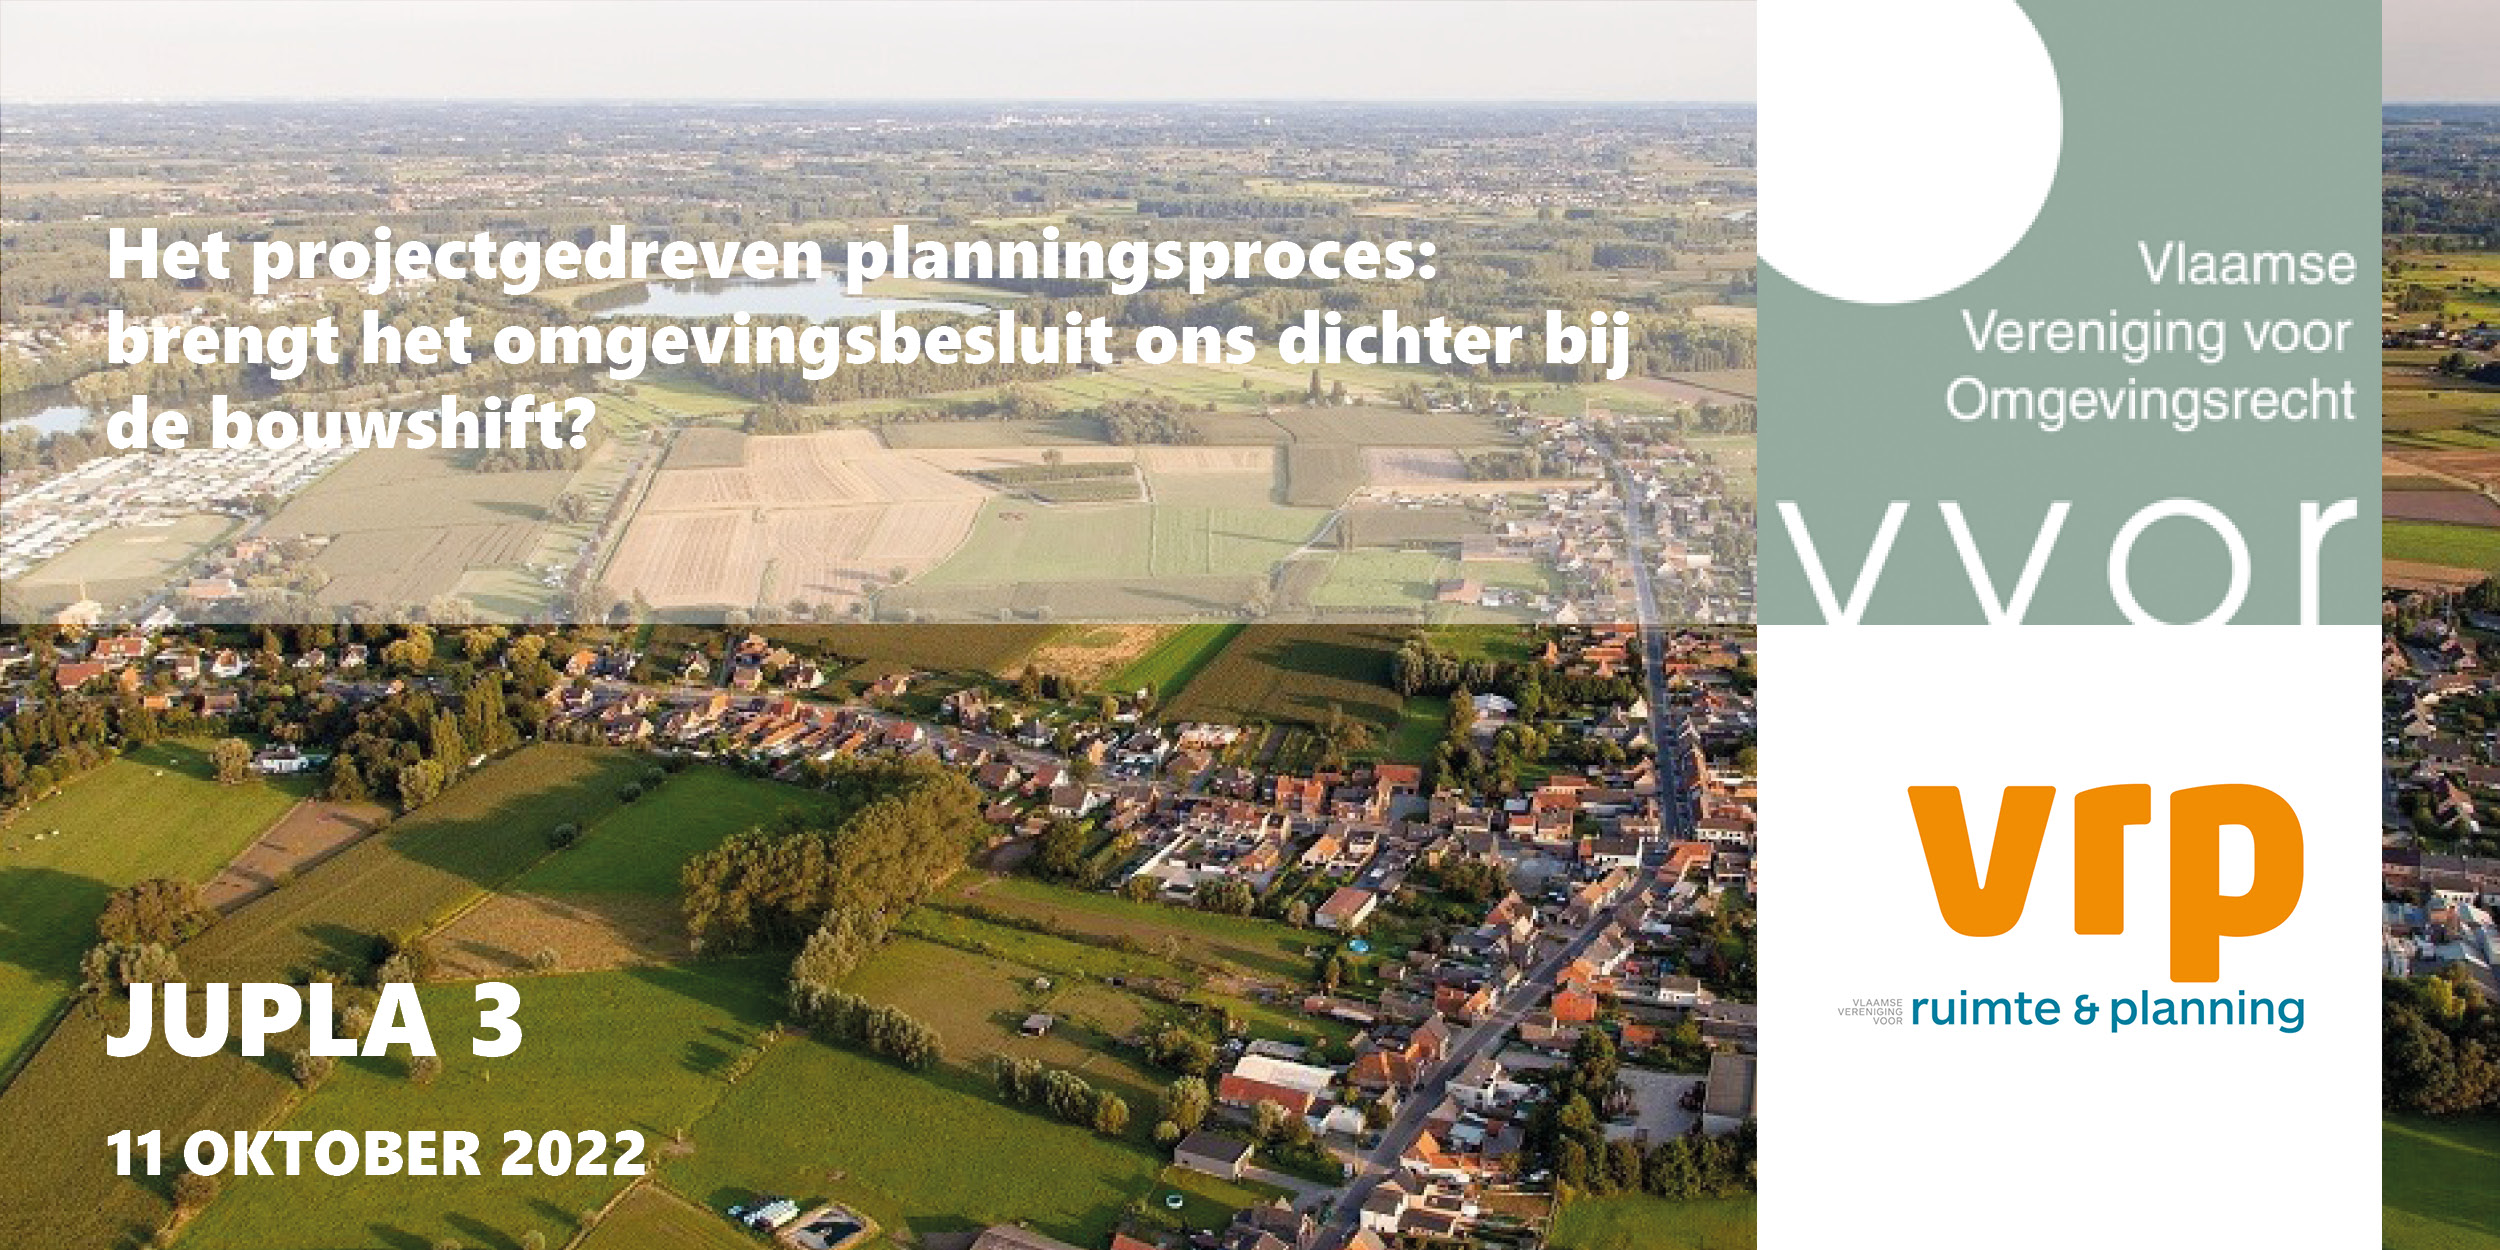 Het projectgedreven planningsproces:
brengt het omgevingsbesluit ons dichter bij
de bouwshift?
JUPLA 3
11 OKTOBER 2022
Vlaamse
Vereniging voor
Omgevingsrecht
vvor
vrp
VLAAMSE
VERENIGING
VOOR
ruimte & planning